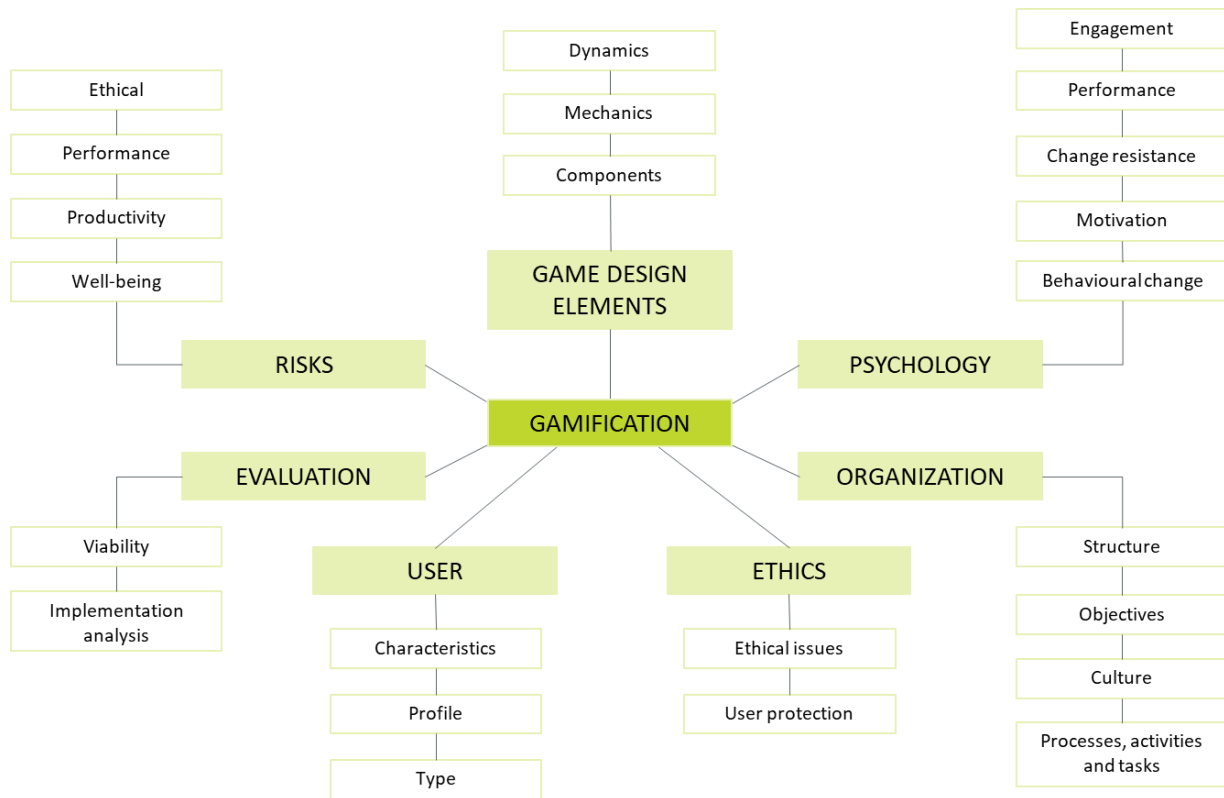 Dynamics
Mechanics
Components
GAME DESIGN
ELEMENTS
Engagement
Performance
Change resistance
Motivation
Behavioural change
PSYCHOLOGY
Ethical
Performance
Productivity
Well-being
RISKS
GAMIFICATION
EVALUATION
Viability
Implementation
analysis
USER
Characteristics
Profile
Type
ETHICS
Ethical issues
User protection
ORGANIZATION
Structure
Objectives
Culture
Processes, activities
and tasks